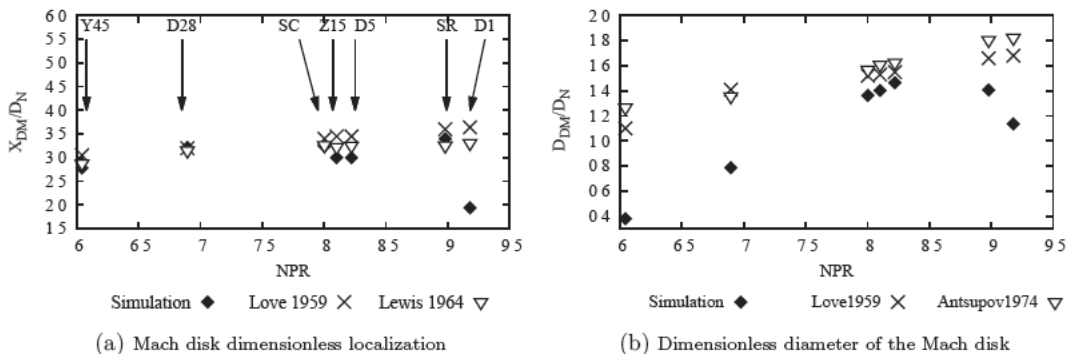 6 0
5 5
5 0
4 5
4 0
3 5
3 0
2 5
2 0
1 5
X_DM/D_N
Y45 D28 SC Z15 D5 SR D1
6 6 5 7 7 5 8 8 5 9 9 5
NPR
Simulation ◆ Love 1959 × Lewis 1964 ▽
(a) Mach disk dimensionless localization
2 0
1 8
1 6
1 4
1 2
1 0
0 8
0 6
0 4
D_DM/D_N
6 6 5 7 7 5 8 8 5 9 9 5
NPR
Simulation ◆ Love1959 × Antsupov1974 ▽
(b) Dimensionless diameter of the Mach disk